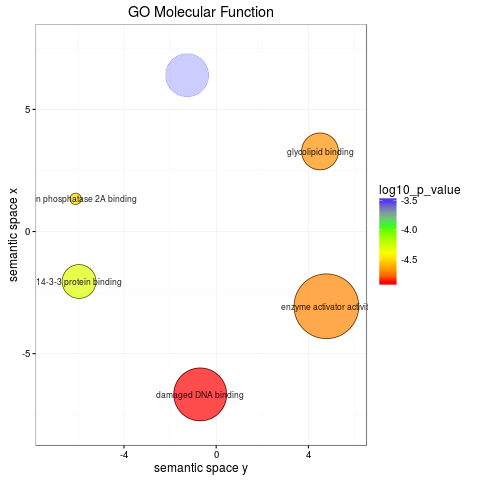 GO Molecular Function
semantic space x
5
0
-5
glycolipid binding
n phosphatase 2A binding
14-3-3 protein binding
enzyme activator activit
damaged DNA binding
-4
0
4
semantic space y
log10_p_value
-3.5
-4.0
-4.5